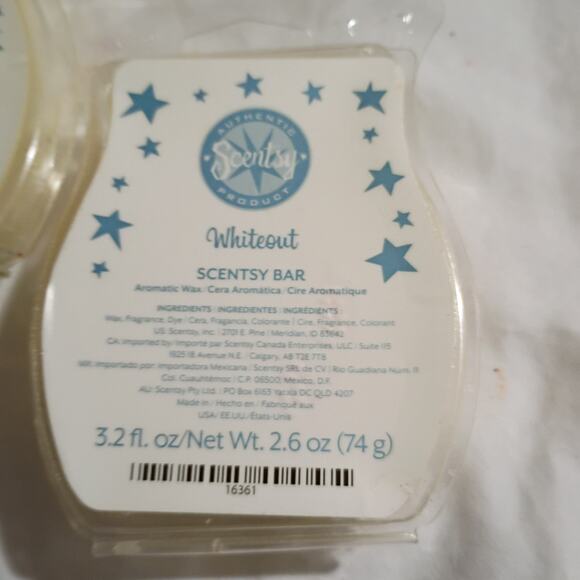 AUTHENTIC
Scentsy
PRODUCT
Whiteout
SCENTSY BAR
Aromatic Wax/Cera Aromática/Cire Aromatique
INGREDIENTS : INGREDIENTES : INGRÉDIENTS :
Wax, Fragrance, Dye / Cera, Fragancia, Colorante / Cire, Fragrance, Colorant
US: Scentsy, Inc. | 2701 E. Pine / Meridian, ID 83642
CA: Imported by/Importé par Scentsy Canada Enterprises, ULC / Suite 115
1925 18 Avenue N.E. / Calgary, AB T2E 7T8
MX: Importado por: Importadora Mexicana / Scentsy SRL de CV / Rio Guadiana Num. 11
Col. Cuauhtémoc / C.P. 06500, Mexico, D.F.
AU: Scentsy Pty Ltd. / PO Box 6153 Yatala DC QLD 4207
Made in / Hecho en / Fabriqué aux
USA/EE.UU./États-Unis
3.2 fl. oz/Net Wt. 2.6 oz (74 g)
16361